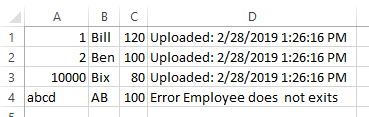 A B C D
1 1 Bill 120 Uploaded: 2/28/2019 1:26:16 PM
2 2 Ben 100 Uploaded: 2/28/2019 1:26:16 PM
3 10000 Bix 80 Uploaded: 2/28/2019 1:26:16 PM
4 abcd AB 100 Error Employee does  not exits